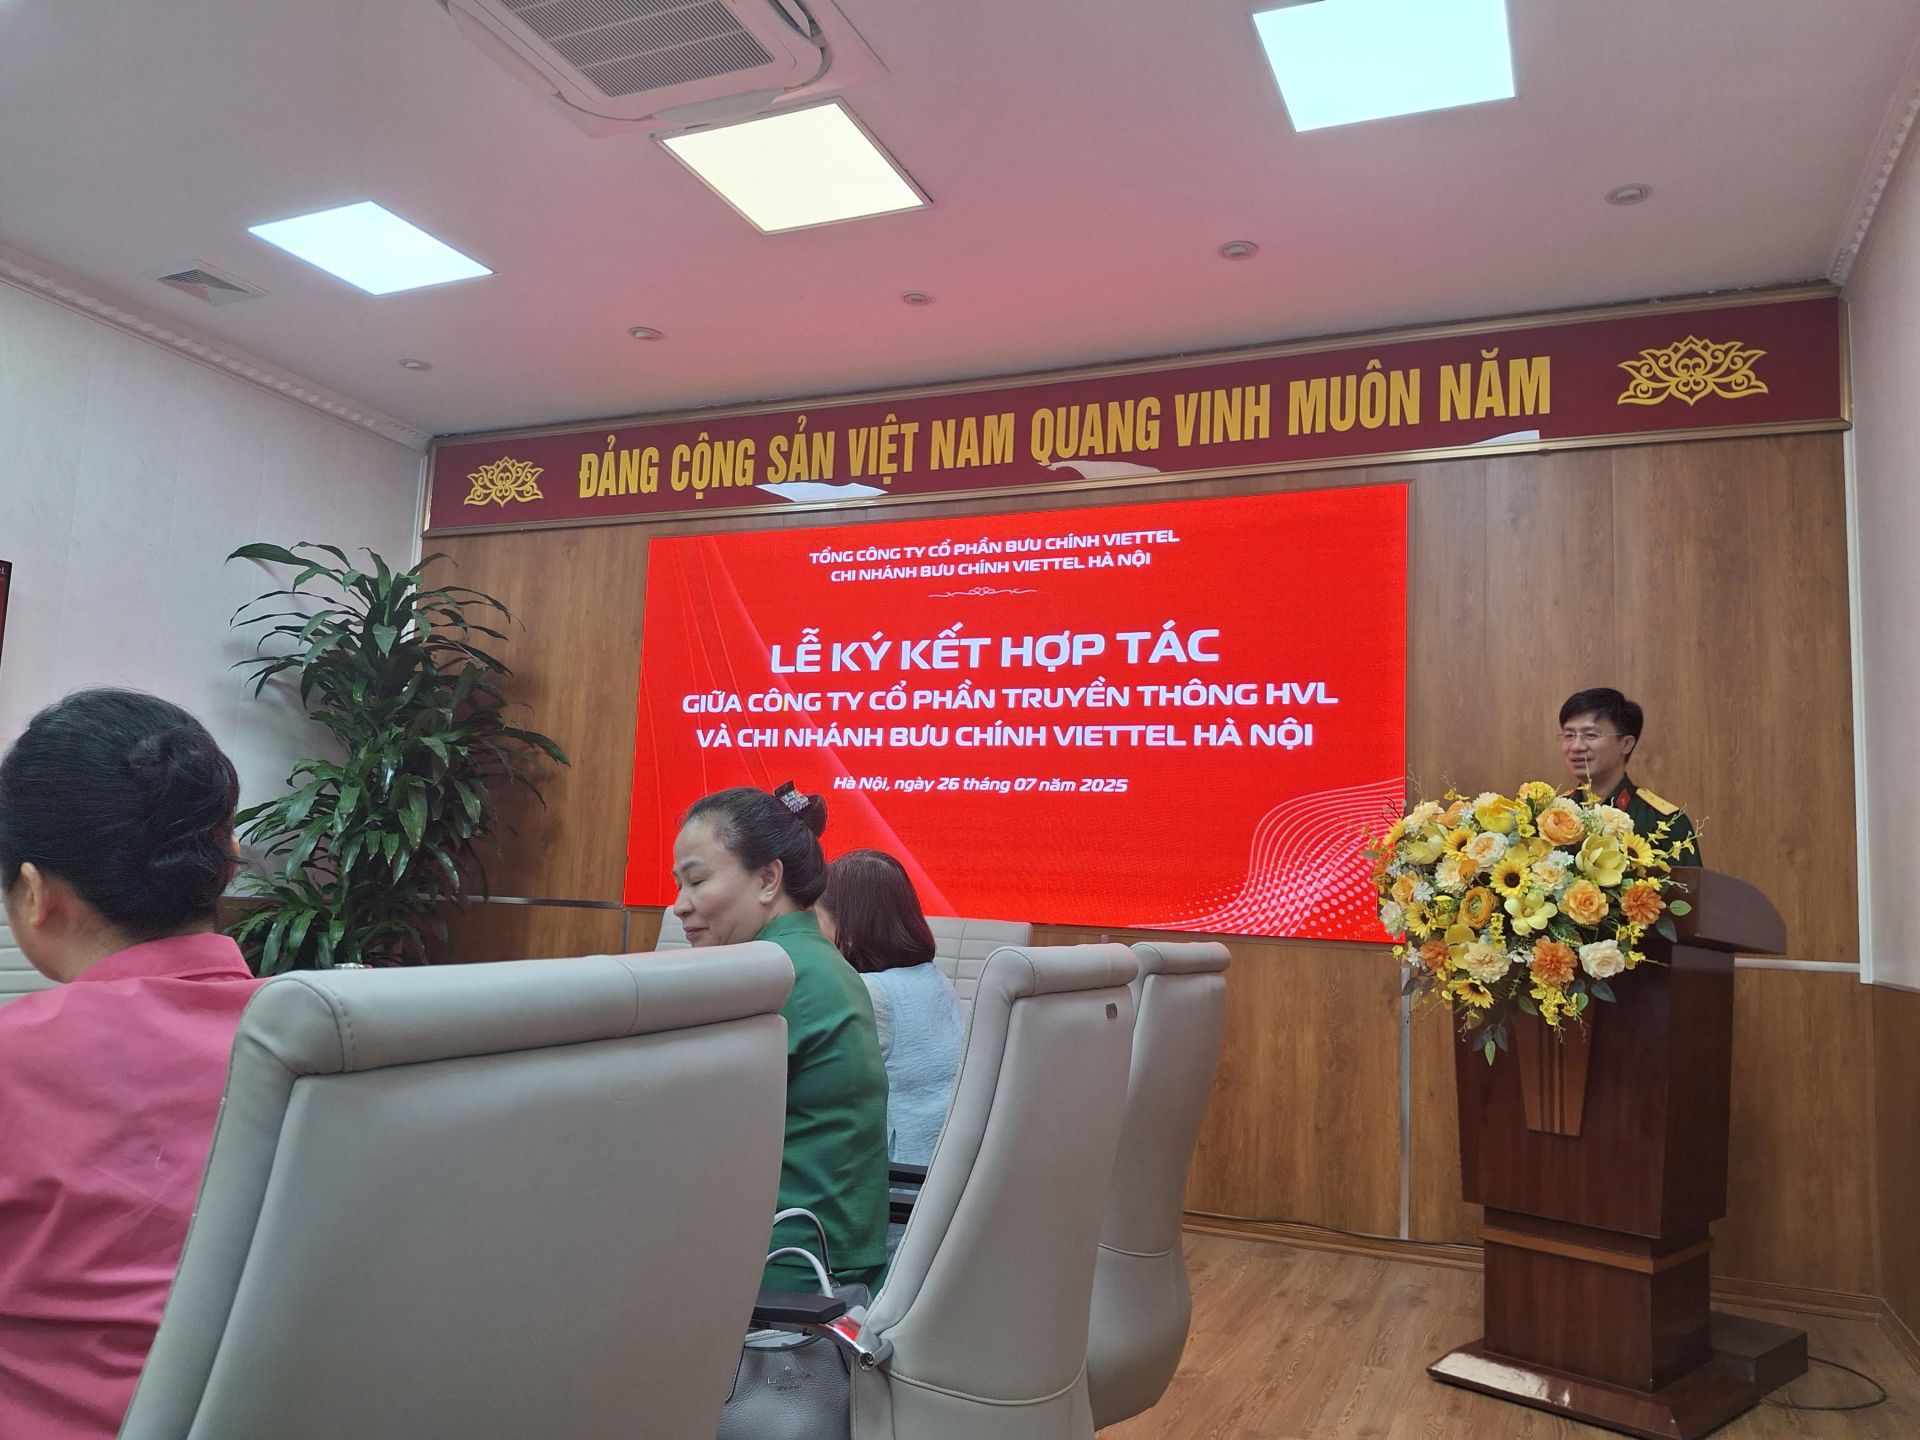 ĐẢNG CỘNG SẢN VIỆT NAM QUANG VINH MUÔN NĂM
TỔNG CÔNG TY CỔ PHẦN BƯU CHÍNH VIETTEL
CHI NHÁNH BƯU CHÍNH VIETTEL HÀ NỘI
LỄ KÝ KẾT HỢP TÁC
GIỮA CÔNG TY CỔ PHẦN TRUYỀN THÔNG HVL
VÀ CHI NHÁNH BƯU CHÍNH VIETTEL HÀ NỘI
Hà Nội, ngày 26 tháng 07 năm 2025